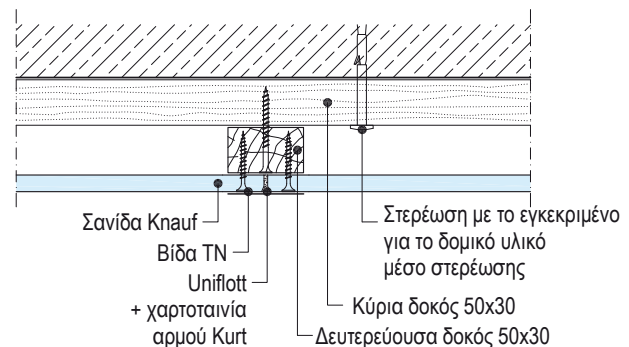 Σανίδα Knauf
Βίδα TN
Uniflott
+ χαρτοταινία
αρμού Kurt
Στερέωση με το εγκεκριμένο
για το δομικό υλικό
μέσο στερέωσης
Κύρια δοκός 50x30
Δευτερεύουσα δοκός 50x30